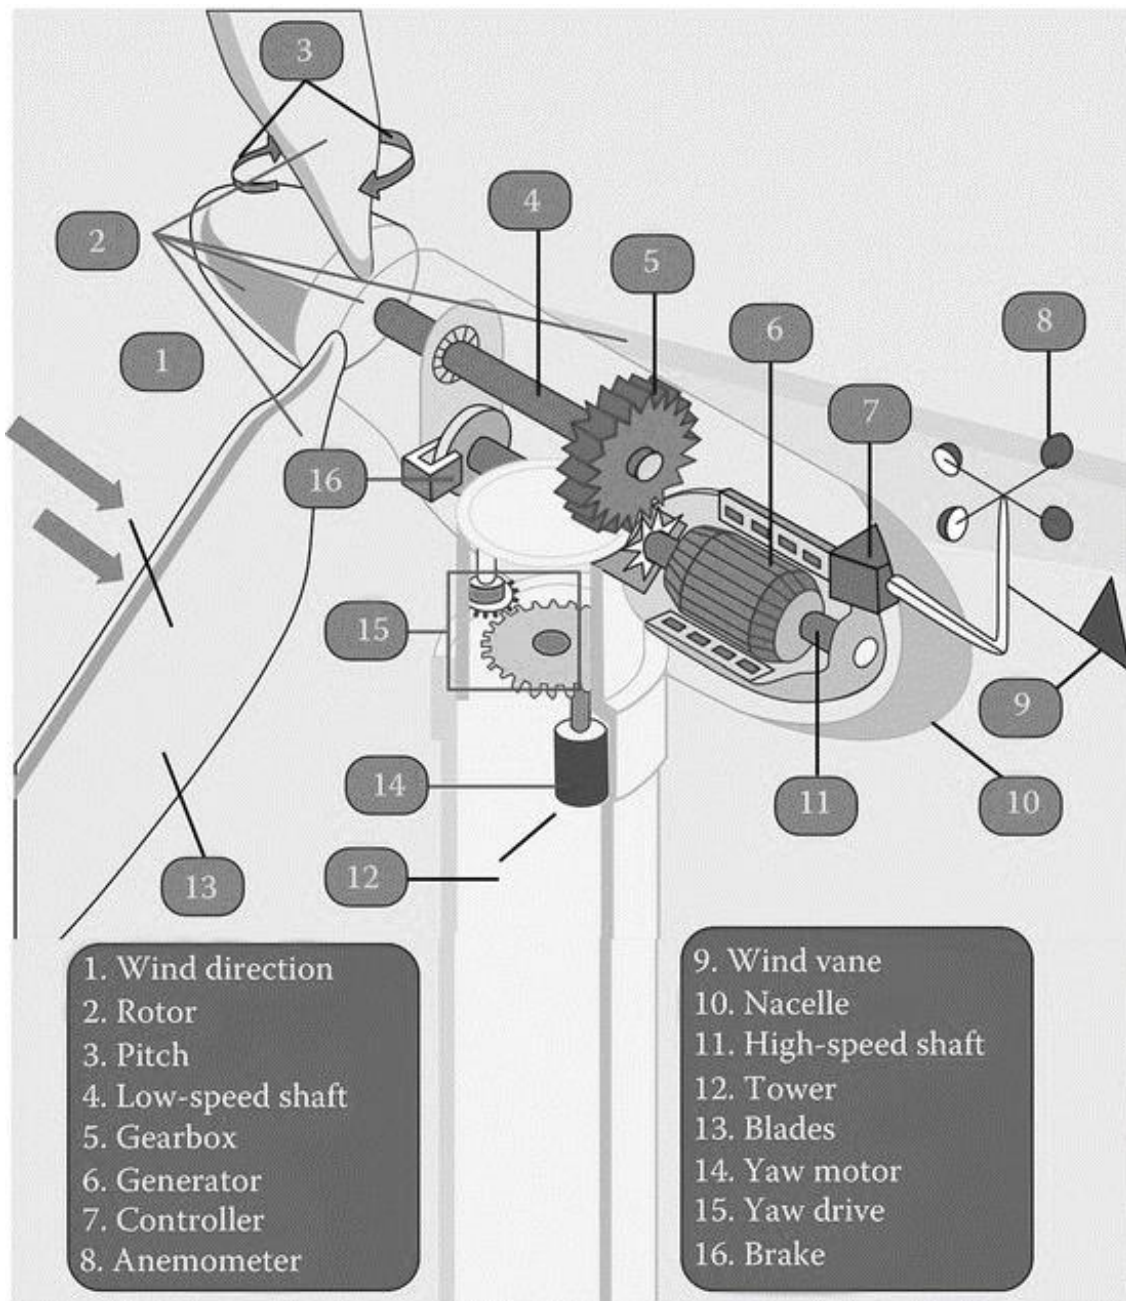 3
4
2
5
6
8
1
7
16
15
9
14
11
10
12
13
1. Wind direction
2. Rotor
3. Pitch
4. Low-speed shaft
5. Gearbox
6. Generator
7. Controller
8. Anemometer
9. Wind vane
10. Nacelle
11. High-speed shaft
12. Tower
13. Blades
14. Yaw motor
15. Yaw drive
16. Brake